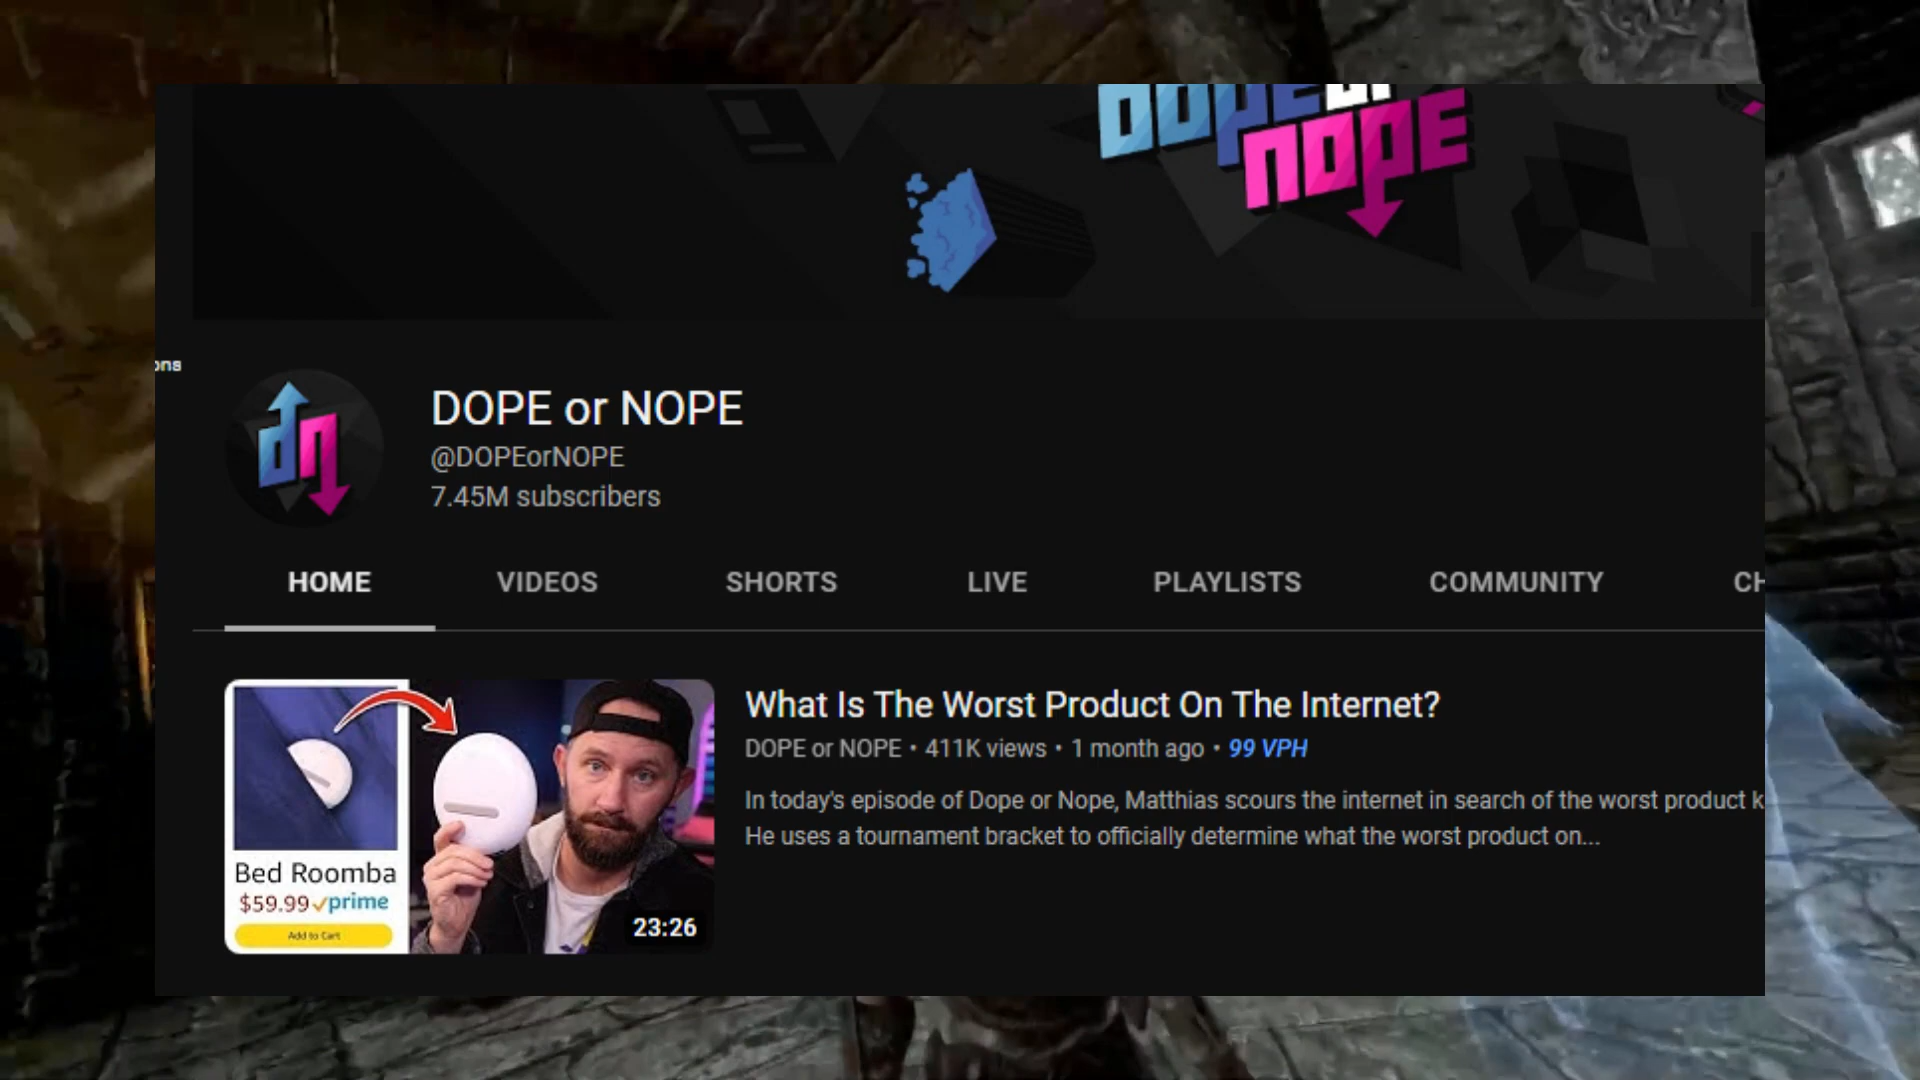 dope or
nope
ons
dn
DOPE or NOPE
@DOPEorNOPE
7.45M subscribers
HOME VIDEOS SHORTS LIVE PLAYLISTS COMMUNITY CH
What Is The Worst Product On The Internet?
DOPE or NOPE • 411K views • 1 month ago • 99 VPH
In today's episode of Dope or Nope, Matthias scours the internet in search of the worst product k
He uses a tournament bracket to officially determine what the worst product on...
Bed Roomba
$59.99 prime
Add to Cart
23:26